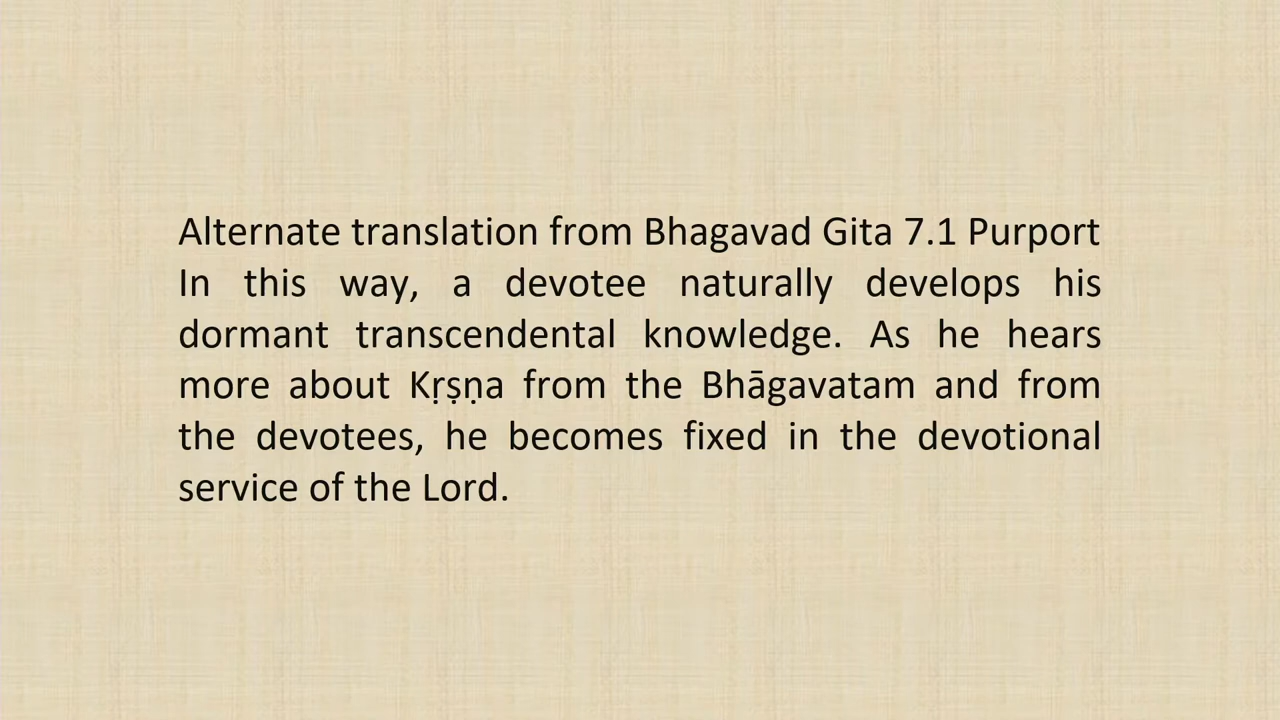 Alternate translation from Bhagavad Gita 7.1 Purport
In this way, a devotee naturally develops his
dormant transcendental knowledge. As he hears
more about Kṛṣṇa from the Bhāgavatam and from
the devotees, he becomes fixed in the devotional
service of the Lord.